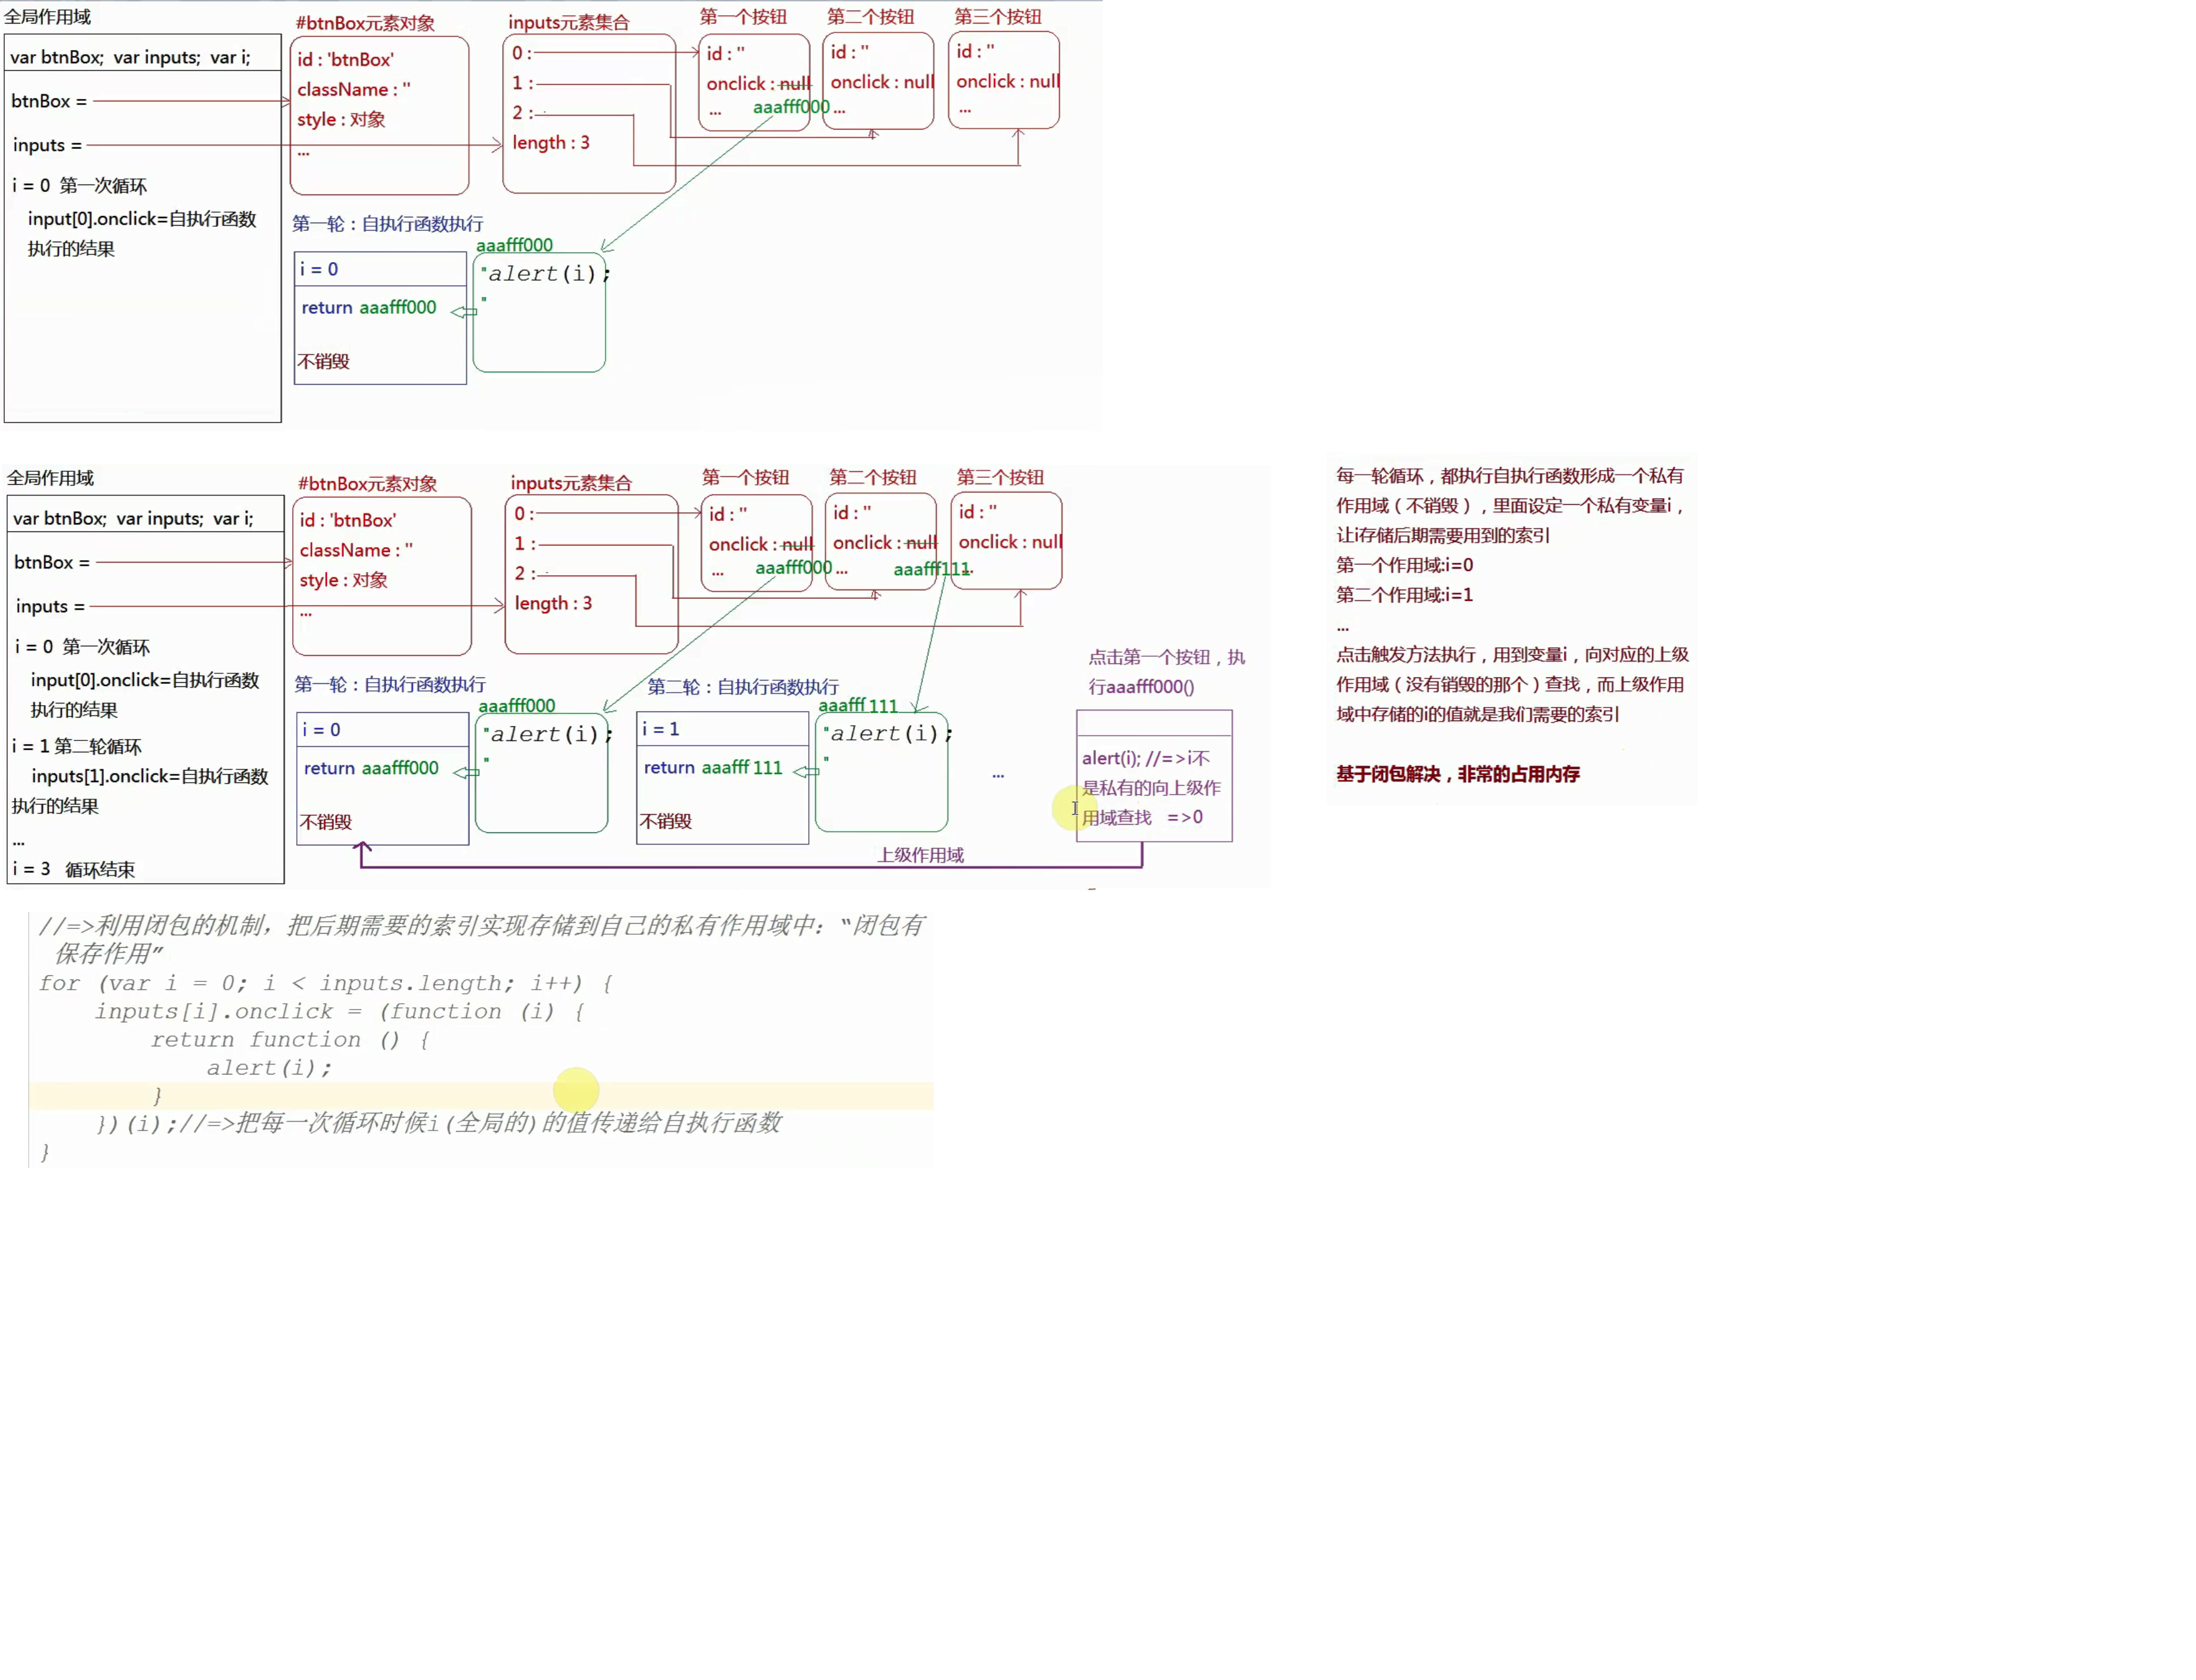 全局作用域
var btnBox;  var inputs;  var i;
btnBox =
inputs =
i = 0  第一次循环
input[0].onclick=自执行函数
执行的结果
#btnBox元素对象
id : 'btnBox'
className : ''
style : 对象
...
inputs元素集合
0 :
1 :
2 :
length : 3
第一个按钮
id : ''
onclick : null
...
aaafff000
第二个按钮
id : ''
onclick : null
...
第三个按钮
id : ''
onclick : null
...
第一轮：自执行函数执行
i = 0
return aaafff000
不销毁
aaafff000
"alert(i);
"
全局作用域
var btnBox;  var inputs;  var i;
btnBox =
inputs =
i = 0  第一次循环
input[0].onclick=自执行函数
执行的结果
i = 1 第二轮循环
inputs[1].onclick=自执行函数
执行的结果
...
i = 3   循环结束
#btnBox元素对象
id : 'btnBox'
className : ''
style : 对象
...
inputs元素集合
0 :
1 :
2 :
length : 3
第一个按钮
id : ''
onclick : null
...
aaafff000
第二个按钮
id : ''
onclick : null
...
aaafff111
第三个按钮
id : ''
onclick : null
...
第一轮：自执行函数执行
i = 0
return aaafff000
不销毁
aaafff000
"alert(i);
"
第二轮：自执行函数执行
i = 1
return aaafff 111
不销毁
aaafff 111
"alert(i);
"
...
点击第一个按钮，执
行aaafff000()
alert(i); //=>i不
是私有的向上级作
用域查找   =>0
上级作用域
每一轮循环，都执行自执行函数形成一个私有
作用域（不销毁），里面设定一个私有变量i，
让i存储后期需要用到的索引
第一个作用域:i=0
第二个作用域:i=1
...
点击触发方法执行，用到变量i，向对应的上级
作用域（没有销毁的那个）查找，而上级作用
域中存储的i的值就是我们需要的索引
基于闭包解决，非常的占用内存
//=>利用闭包的机制，把后期需要的索引实现存储到自己的私有作用域中：“闭包有
保存作用”
for (var i = 0; i < inputs.length; i++) {
inputs[i].onclick = (function (i) {
return function () {
alert(i);
}
})(i);//=>把每一次循环时候i(全局的)的值传递给自执行函数
}